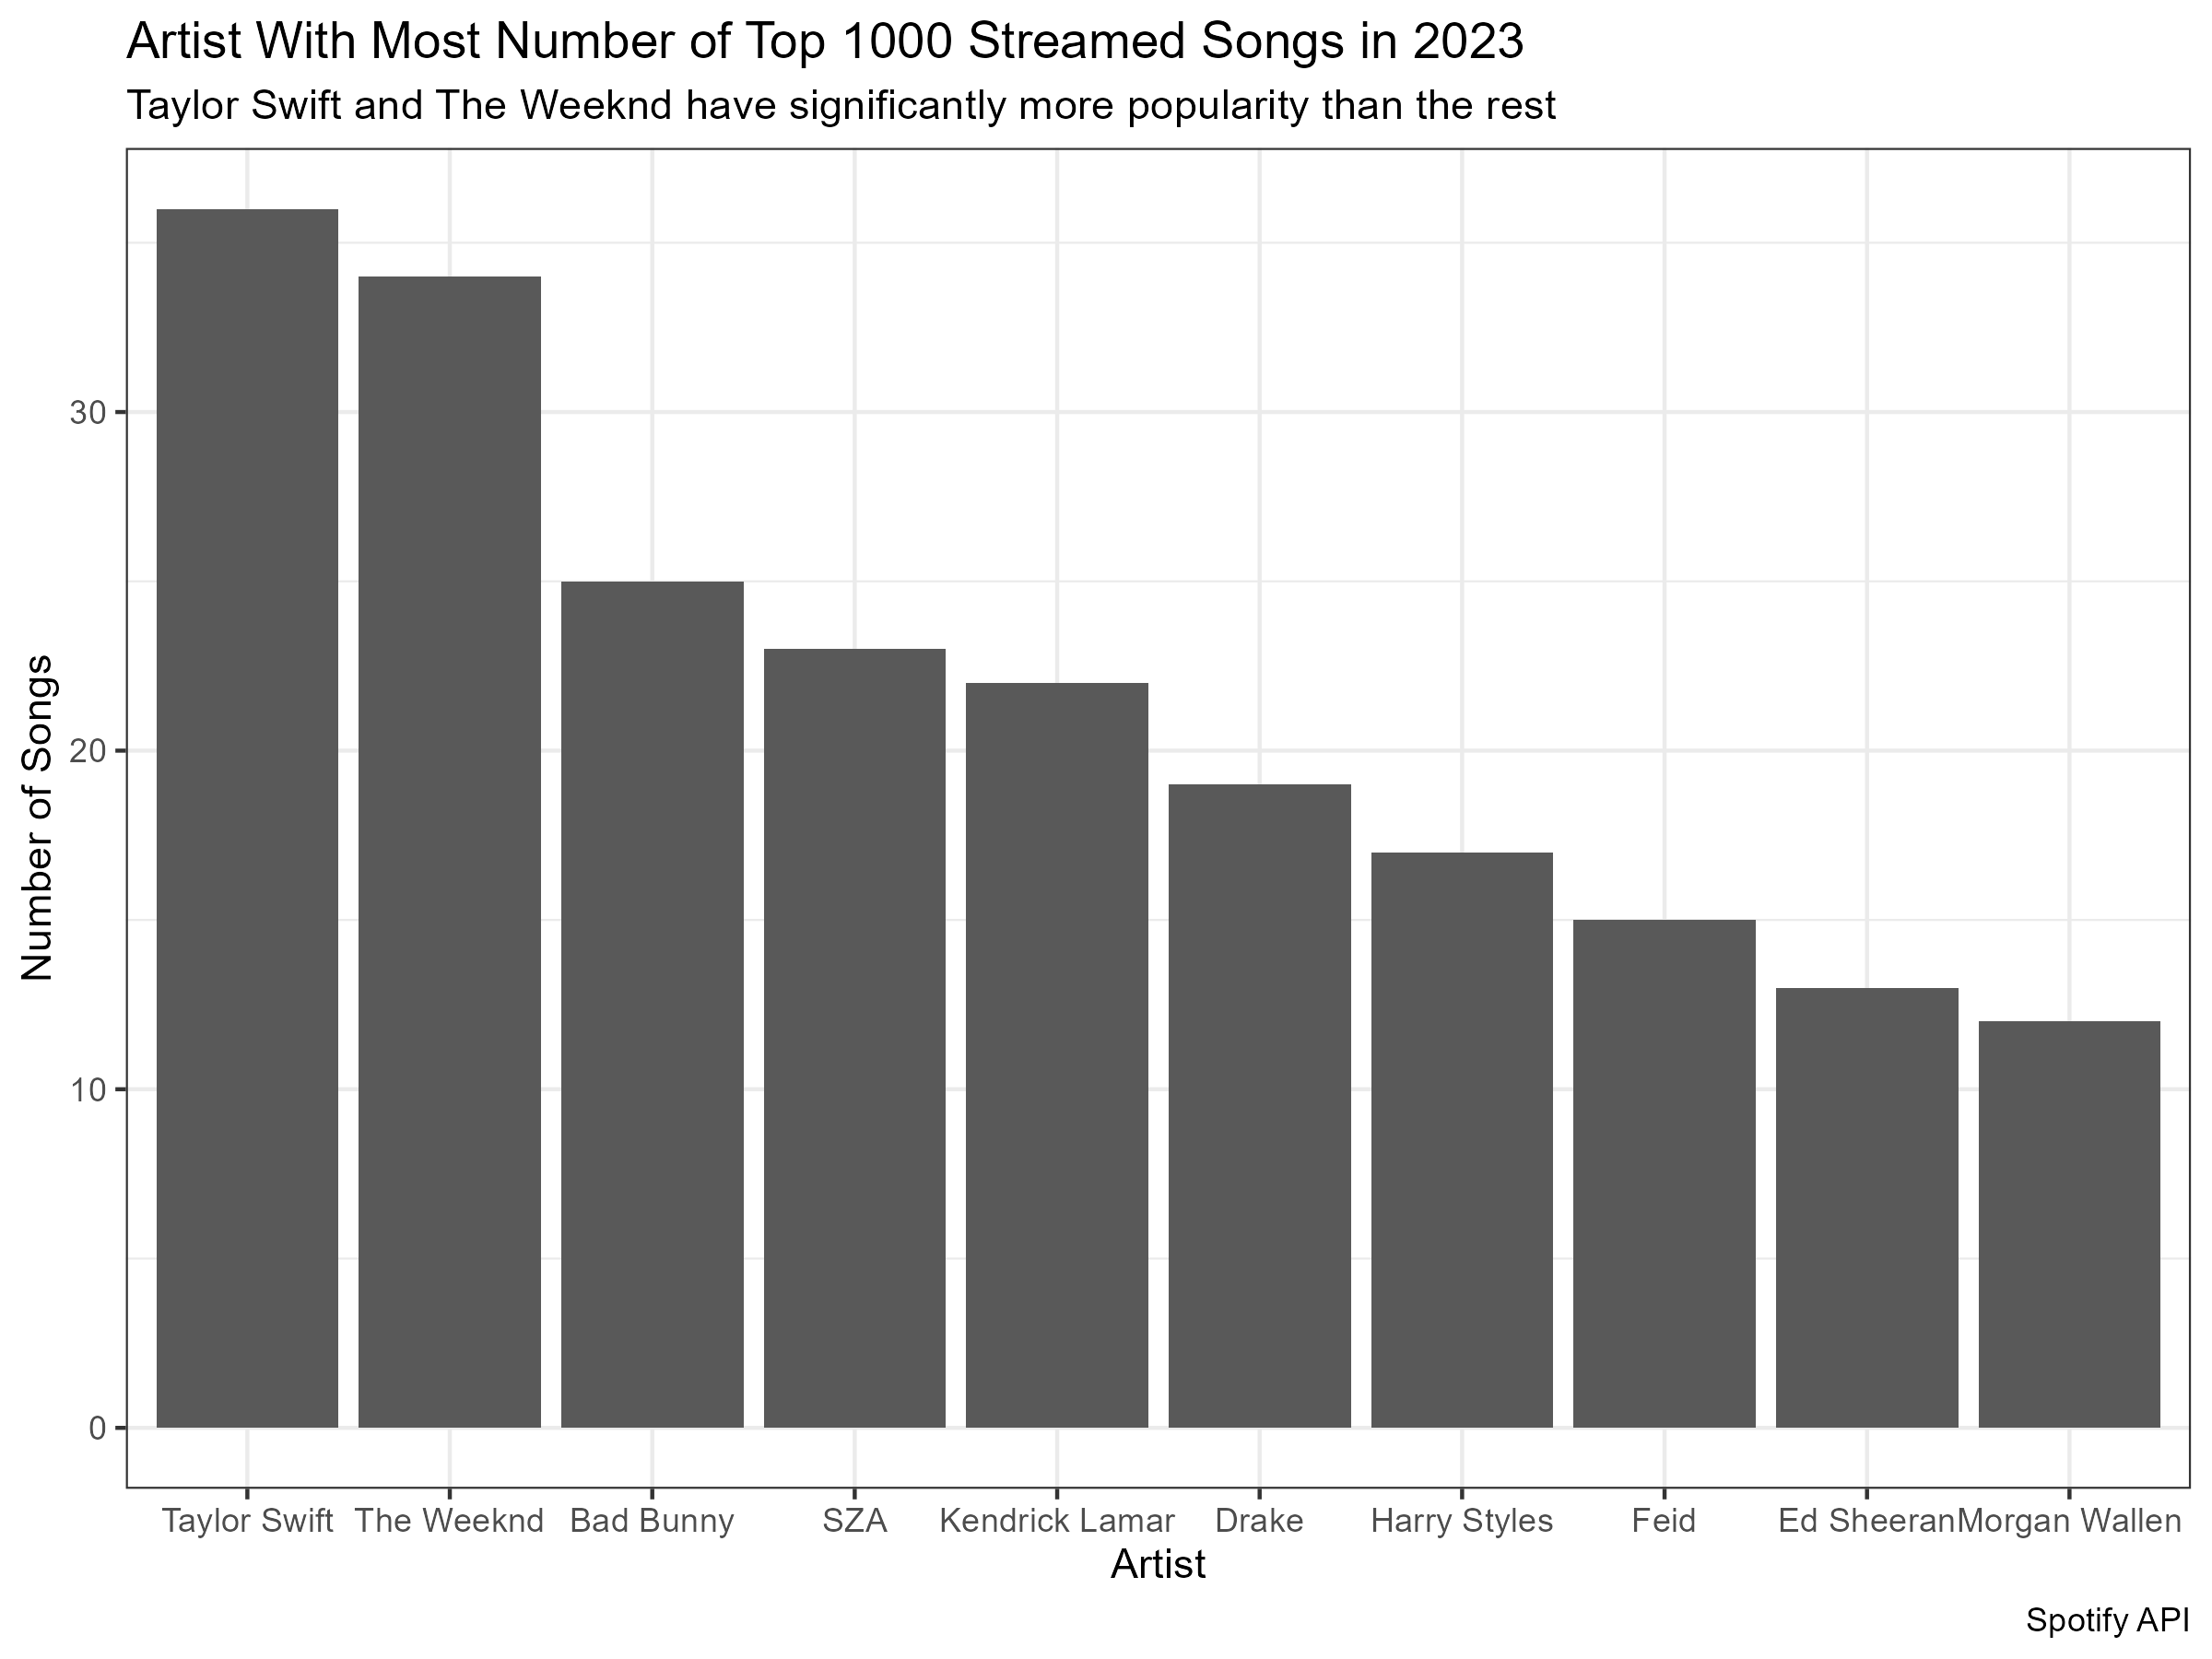 Artist With Most Number of Top 1000 Streamed Songs in 2023
Taylor Swift and The Weeknd have significantly more popularity than the rest
Number of Songs
30
20
10
0
Taylor Swift The Weeknd Bad Bunny SZA Kendrick Lamar Drake Harry Styles Feid Ed Sheeran Morgan Wallen
Artist
Spotify API